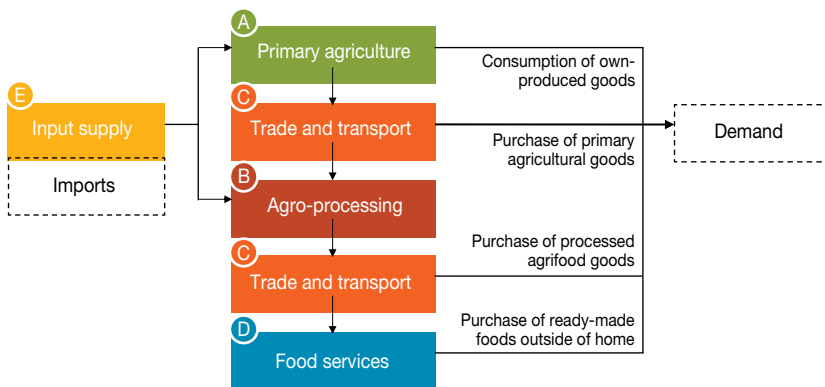 A
Primary agriculture
Consumption of own-
produced goods
E
Input supply
Imports
C
Trade and transport
Demand
Purchase of primary
agricultural goods
B
Agro-processing
Purchase of processed
agrifood goods
C
Trade and transport
Purchase of ready-made
foods outside of home
D
Food services